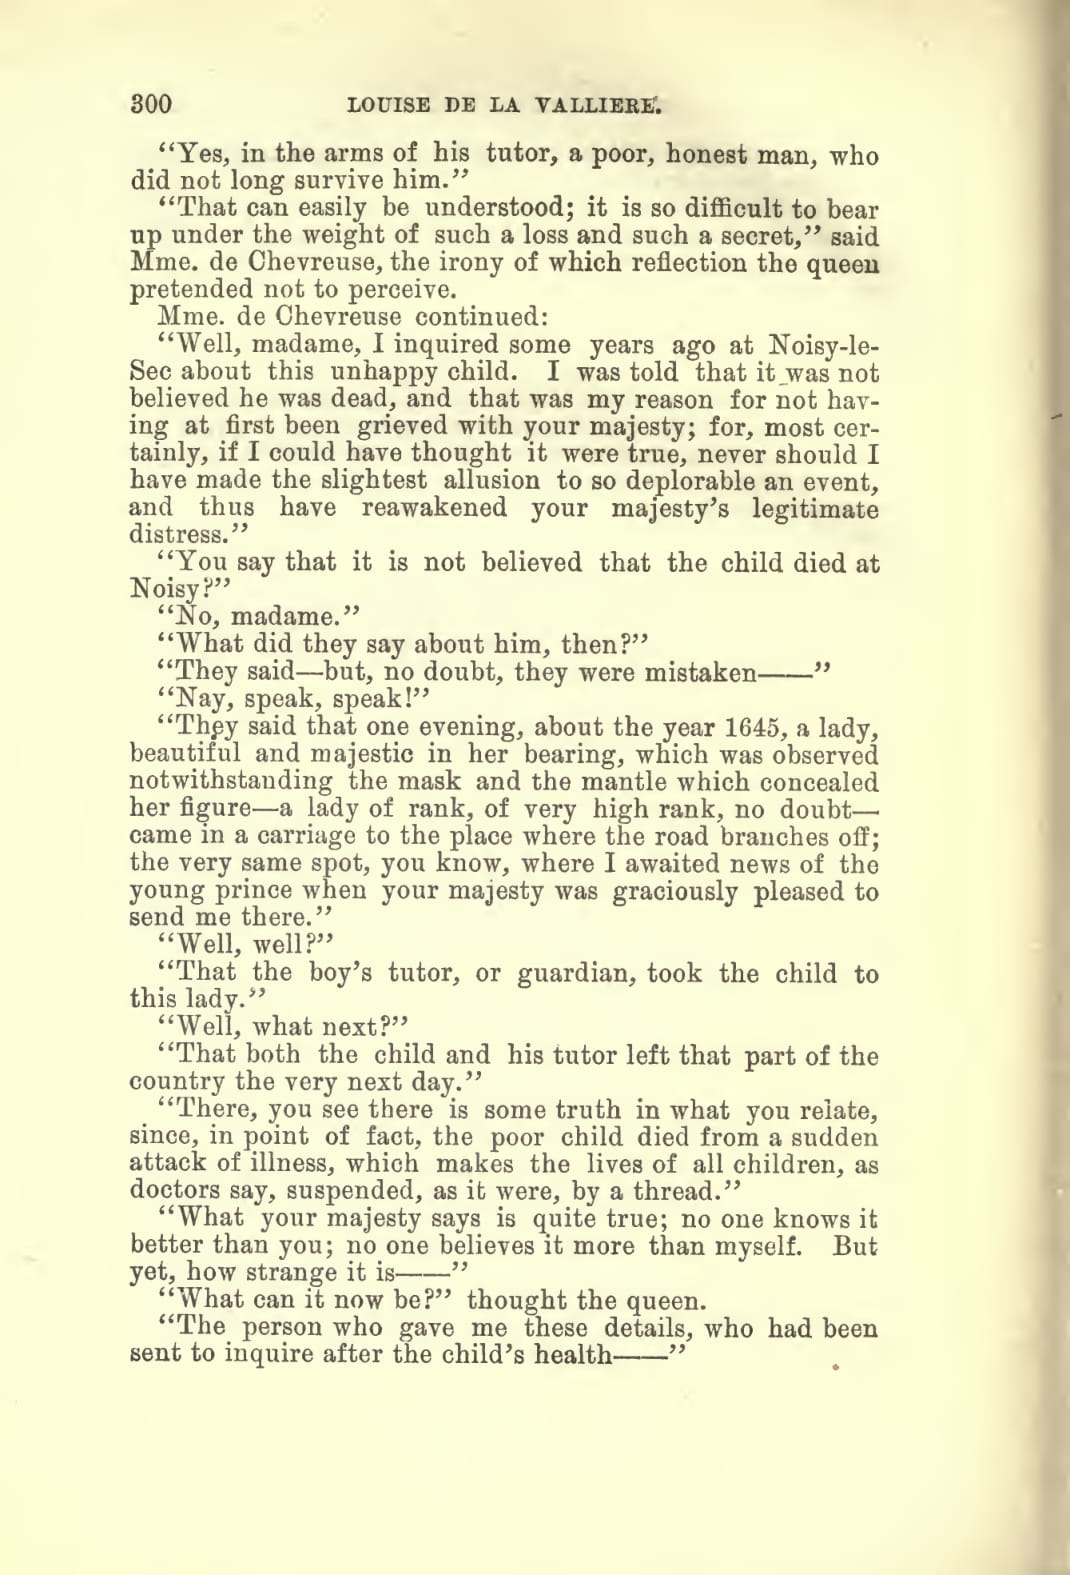 300 LOUISE DE LA VALLIERE.
“Yes, in the arms of his tutor, a poor, honest man, who
did not long survive him.”
“That can easily be understood; it is so difficult to bear
up under the weight of such a loss and such a secret,” said
Mme. de Chevreuse, the irony of which reflection the queen
pretended not to perceive.
Mme. de Chevreuse continued:
“Well, madame, I inquired some years ago at Noisy-le-
Sec about this unhappy child. I was told that it was not
believed he was dead, and that was my reason for not hav-
ing at first been grieved with your majesty; for, most cer-
tainly, if I could have thought it were true, never should I
have made the slightest allusion to so deplorable an event,
and thus have reawakened your majesty’s legitimate
distress.”
“You say that it is not believed that the child died at
Noisy?”
“No, madame.”
“What did they say about him, then?”
“They said—but, no doubt, they were mistaken——”
“Nay, speak, speak!”
“They said that one evening, about the year 1645, a lady,
beautiful and majestic in her bearing, which was observed
notwithstanding the mask and the mantle which concealed
her figure—a lady of rank, of very high rank, no doubt—
came in a carriage to the place where the road branches off;
the very same spot, you know, where I awaited news of the
young prince when your majesty was graciously pleased to
send me there.”
“Well, well?”
“That the boy’s tutor, or guardian, took the child to
this lady.”
“Well, what next?”
“That both the child and his tutor left that part of the
country the very next day.”
“There, you see there is some truth in what you relate,
since, in point of fact, the poor child died from a sudden
attack of illness, which makes the lives of all children, as
doctors say, suspended, as it were, by a thread.”
“What your majesty says is quite true; no one knows it
better than you; no one believes it more than myself. But
yet, how strange it is——”
“What can it now be?” thought the queen.
“The person who gave me these details, who had been
sent to inquire after the child’s health——”